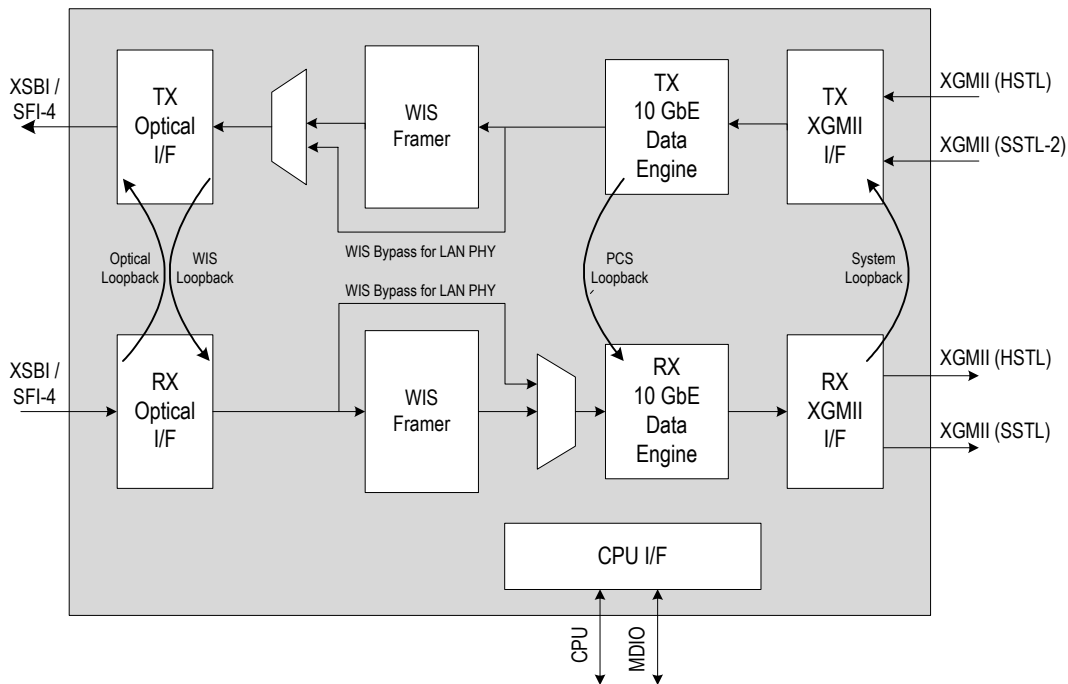 XSBI /
SFI-4
TX
Optical
I/F
WIS
Framer
TX
10 GbE
Data
Engine
TX
XGMII
I/F
XGMII (HSTL)
XGMII (SSTL-2)
WIS Bypass for LAN PHY
Optical
Loopback
WIS
Loopback
PCS
Loopback
System
Loopback
WIS Bypass for LAN PHY
XSBI /
SFI-4
RX
Optical
I/F
WIS
Framer
RX
10 GbE
Data
Engine
RX
XGMII
I/F
XGMII (HSTL)
XGMII (SSTL)
CPU I/F
CPU
MDIO